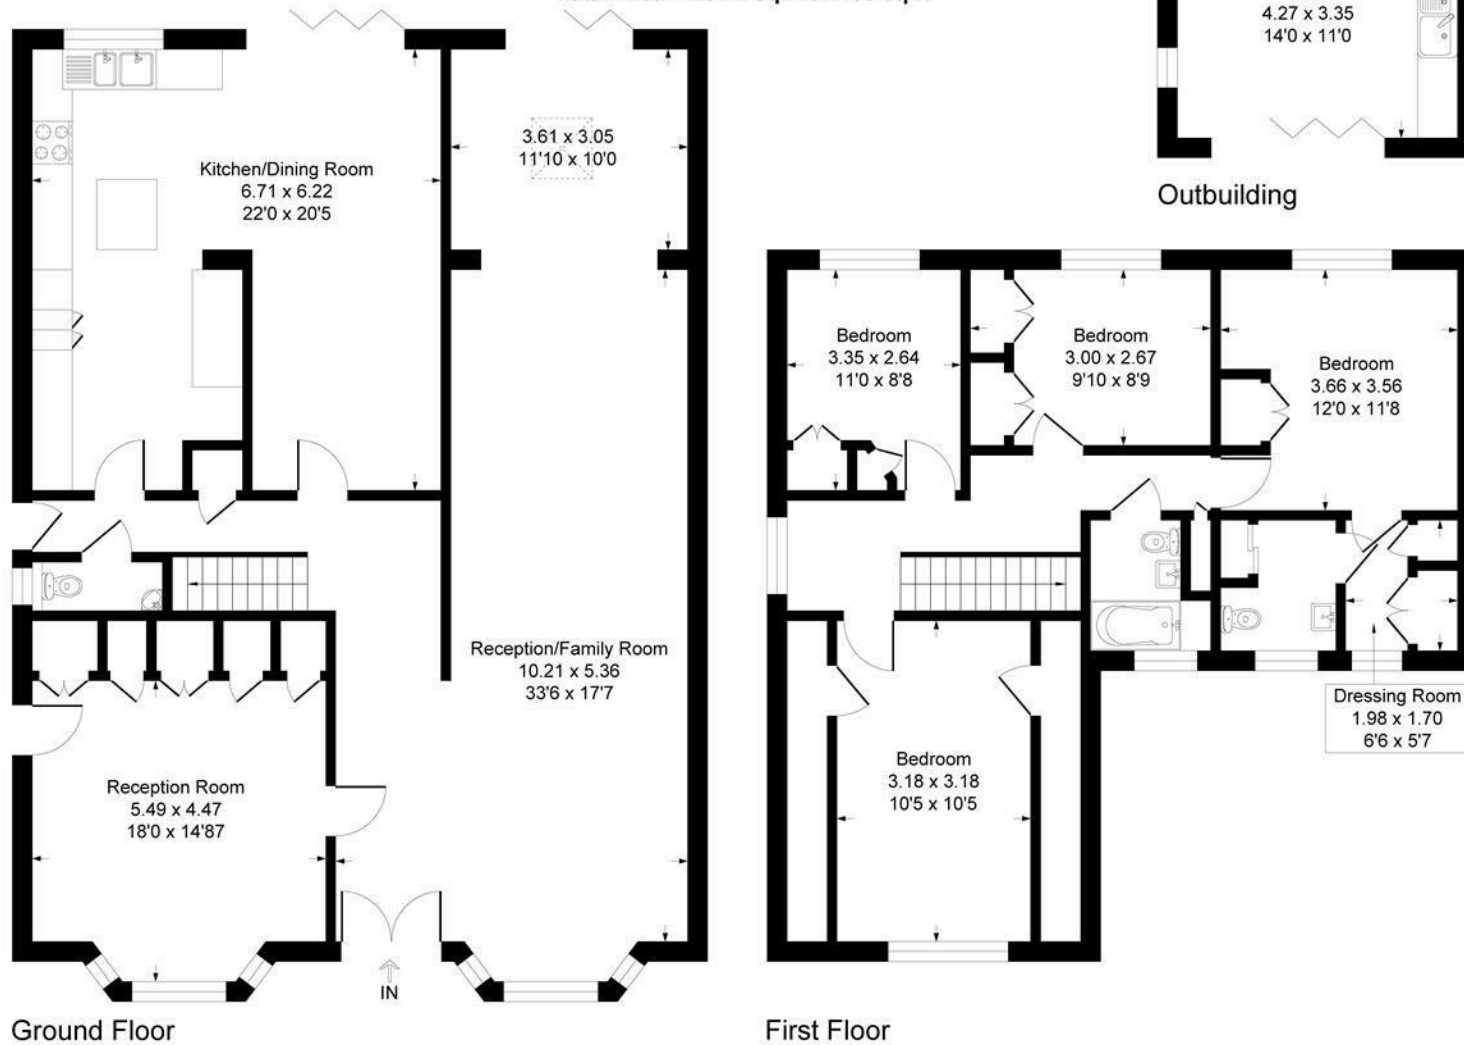 4.27 x 3.35
14'0 x 11'0
Outbuilding
3.61 x 3.05
11'10 x 10'0
Kitchen/Dining Room
6.71 x 6.22
22'0 x 20'5
Reception/Family Room
10.21 x 5.36
33'6 x 17'7
Reception Room
5.49 x 4.47
18'0 x 14'87
IN
Ground Floor
Bedroom
3.35 x 2.64
11'0 x 8'8
Bedroom
3.00 x 2.67
9'10 x 8'9
Bedroom
3.66 x 3.56
12'0 x 11'8
Dressing Room
1.98 x 1.70
6'6 x 5'7
Bedroom
3.18 x 3.18
10'5 x 10'5
First Floor